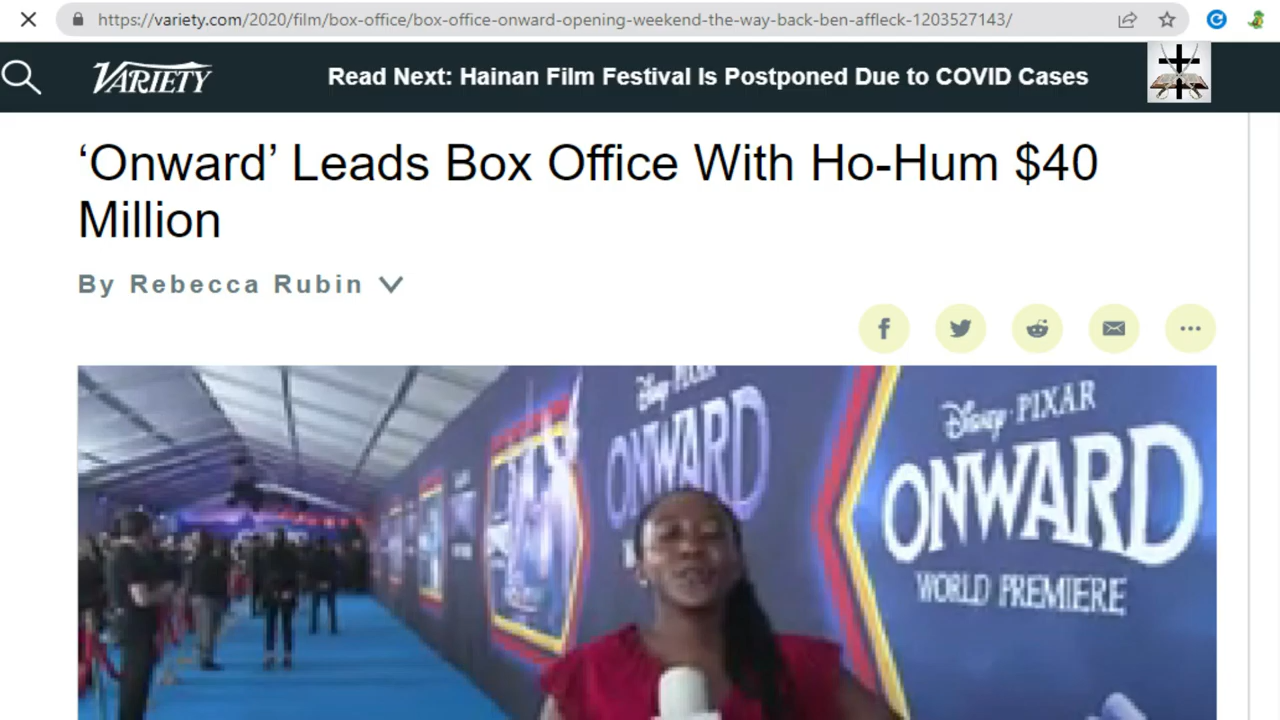 https://variety.com/2020/film/box-office/box-office-onward-opening-weekend-the-way-back-ben-affleck-1203527143/
VARIETY
Read Next: Hainan Film Festival Is Postponed Due to COVID Cases
‘Onward’ Leads Box Office With Ho-Hum $40
Million
By Rebecca Rubin
Disney PIXAR
ONWARD
Disney·PIXAR
ONWARD
WORLD PREMIERE